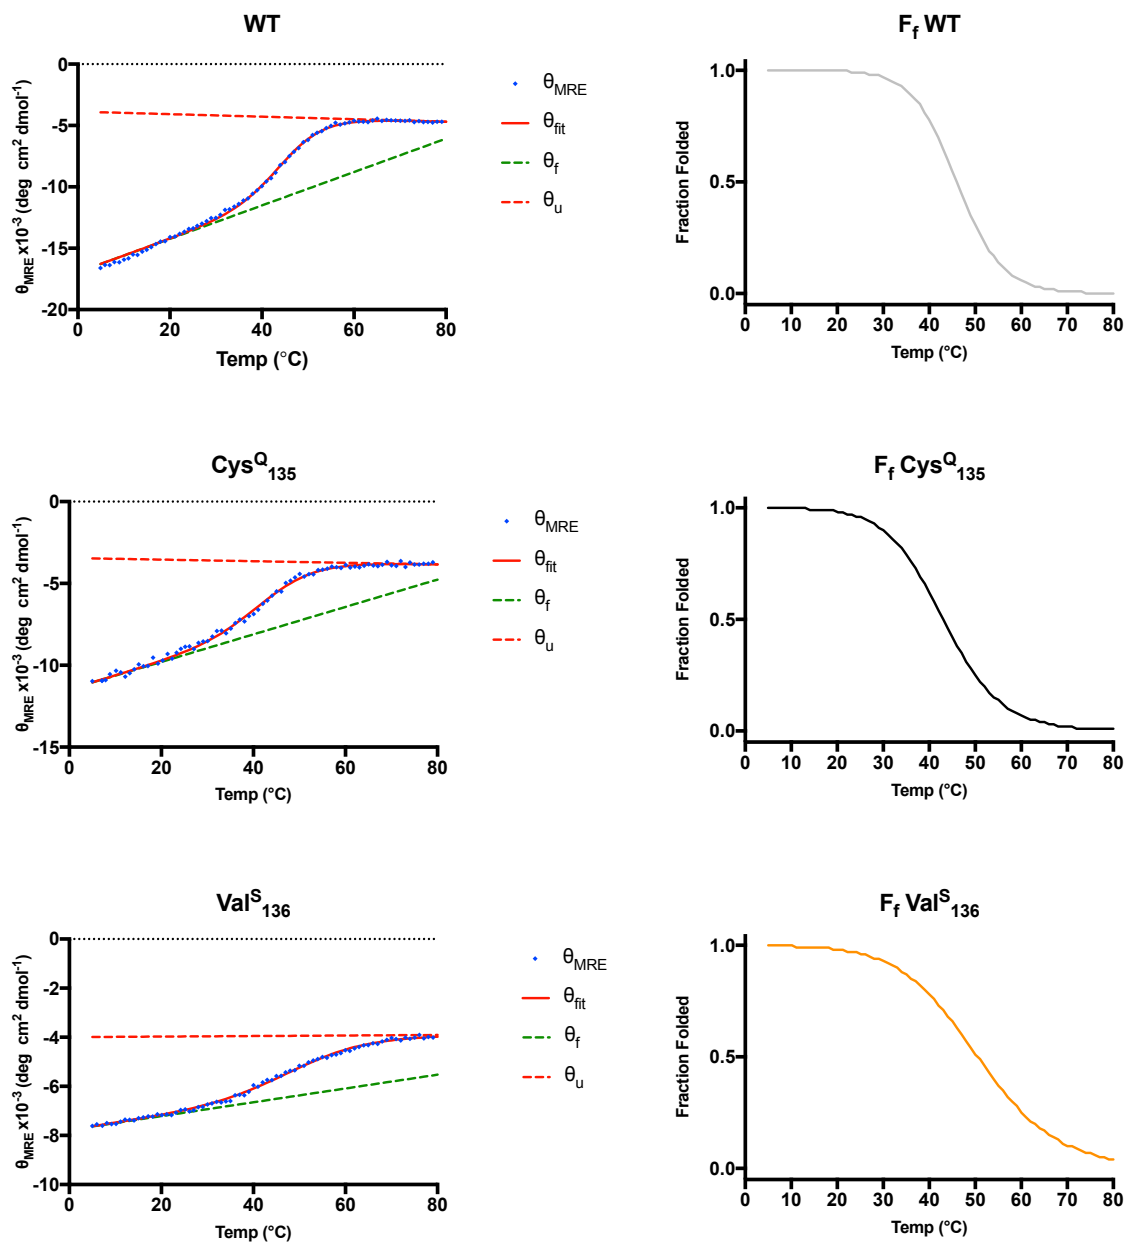 WT
θMRE x10-3 (deg cm2 dmol-1)
0
-5
-10
-15
-20
0 20 40 60 80
Temp (°C)
θMRE
θfit
θf
θu
Ff WT
Fraction Folded
1.0
0.5
0.0
0 10 20 30 40 50 60 70 80
Temp (°C)
CysQ135
θMRE x10-3 (deg cm2 dmol-1)
0
-5
-10
-15
0 20 40 60 80
Temp (°C)
θMRE
θfit
θf
θu
Ff CysQ135
Fraction Folded
1.0
0.5
0.0
0 10 20 30 40 50 60 70 80
Temp (°C)
ValS136
θMRE x10-3 (deg cm2 dmol-1)
0
-2
-4
-6
-8
-10
0 20 40 60 80
Temp (°C)
θMRE
θfit
θf
θu
Ff ValS136
Fraction Folded
1.0
0.5
0.0
0 10 20 30 40 50 60 70 80
Temp (°C)